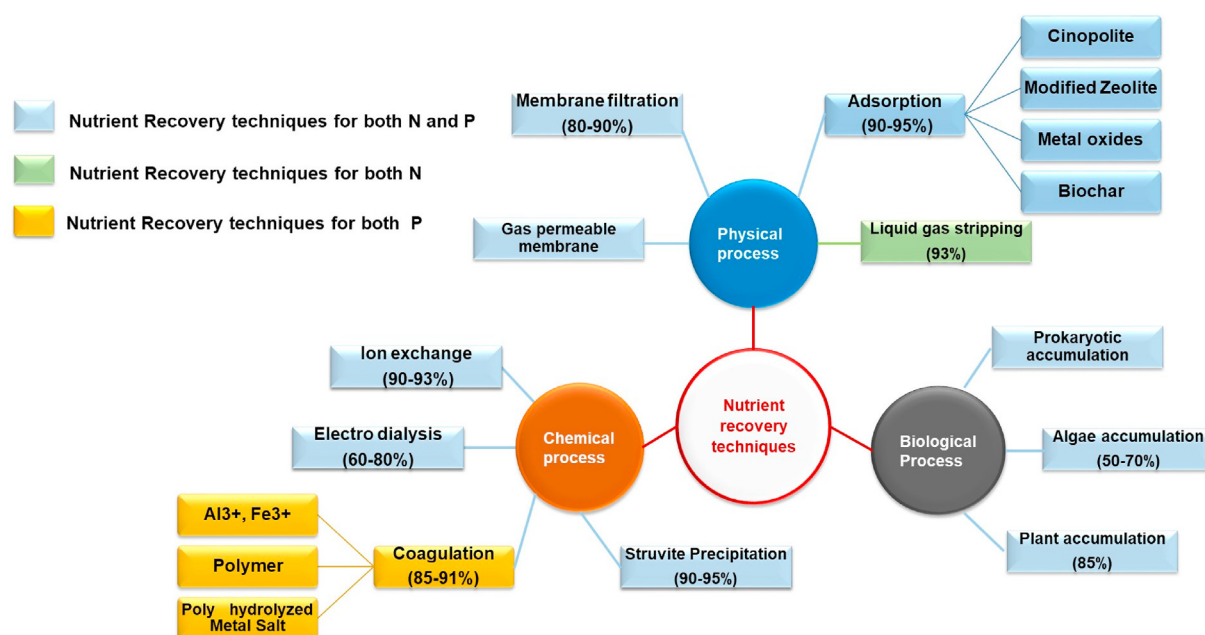 Nutrient Recovery techniques for both N and P
Nutrient Recovery techniques for both N
Nutrient Recovery techniques for both P
Membrane filtration
(80-90%)
Adsorption
(90-95%)
Cinopolite
Modified Zeolite
Metal oxides
Biochar
Gas permeable
membrane
Physical
process
Liquid gas stripping
(93%)
Ion exchange
(90-93%)
Electro dialysis
(60-80%)
Chemical
process
Nutrient
recovery
techniques
Biological
Process
Prokaryotic
accumulation
Algae accumulation
(50-70%)
Plant accumulation
(85%)
Al3+, Fe3+
Polymer
Poly hydrolyzed
Metal Salt
Coagulation
(85-91%)
Struvite Precipitation
(90-95%)